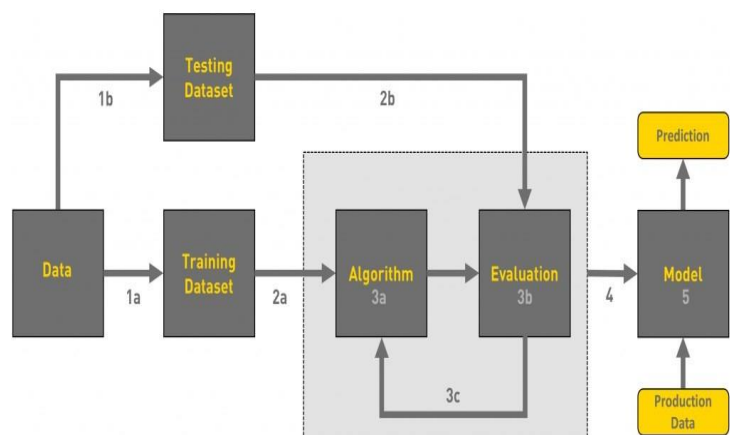 Testing
Dataset
1b
2b
Prediction
Data
Training
Dataset
Algorithm
3a
Evaluation
3b
Model
5
1a
2a
4
3c
Production
Data